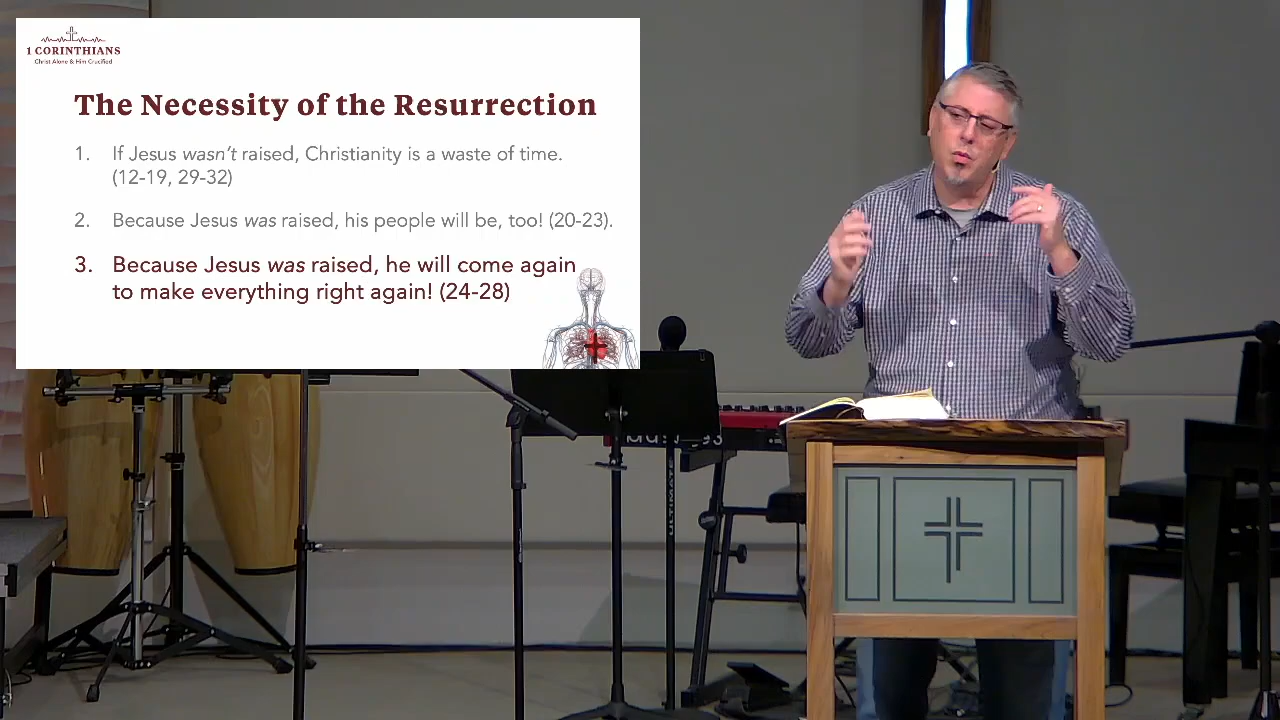 1 CORINTHIANS
Christ Alone & Him Crucified
The Necessity of the Resurrection
1. If Jesus wasn't raised, Christianity is a waste of time.
(12-19, 29-32)
2. Because Jesus was raised, his people will be, too! (20-23).
3. Because Jesus was raised, he will come again
to make everything right again! (24-28)
ULTIMATE